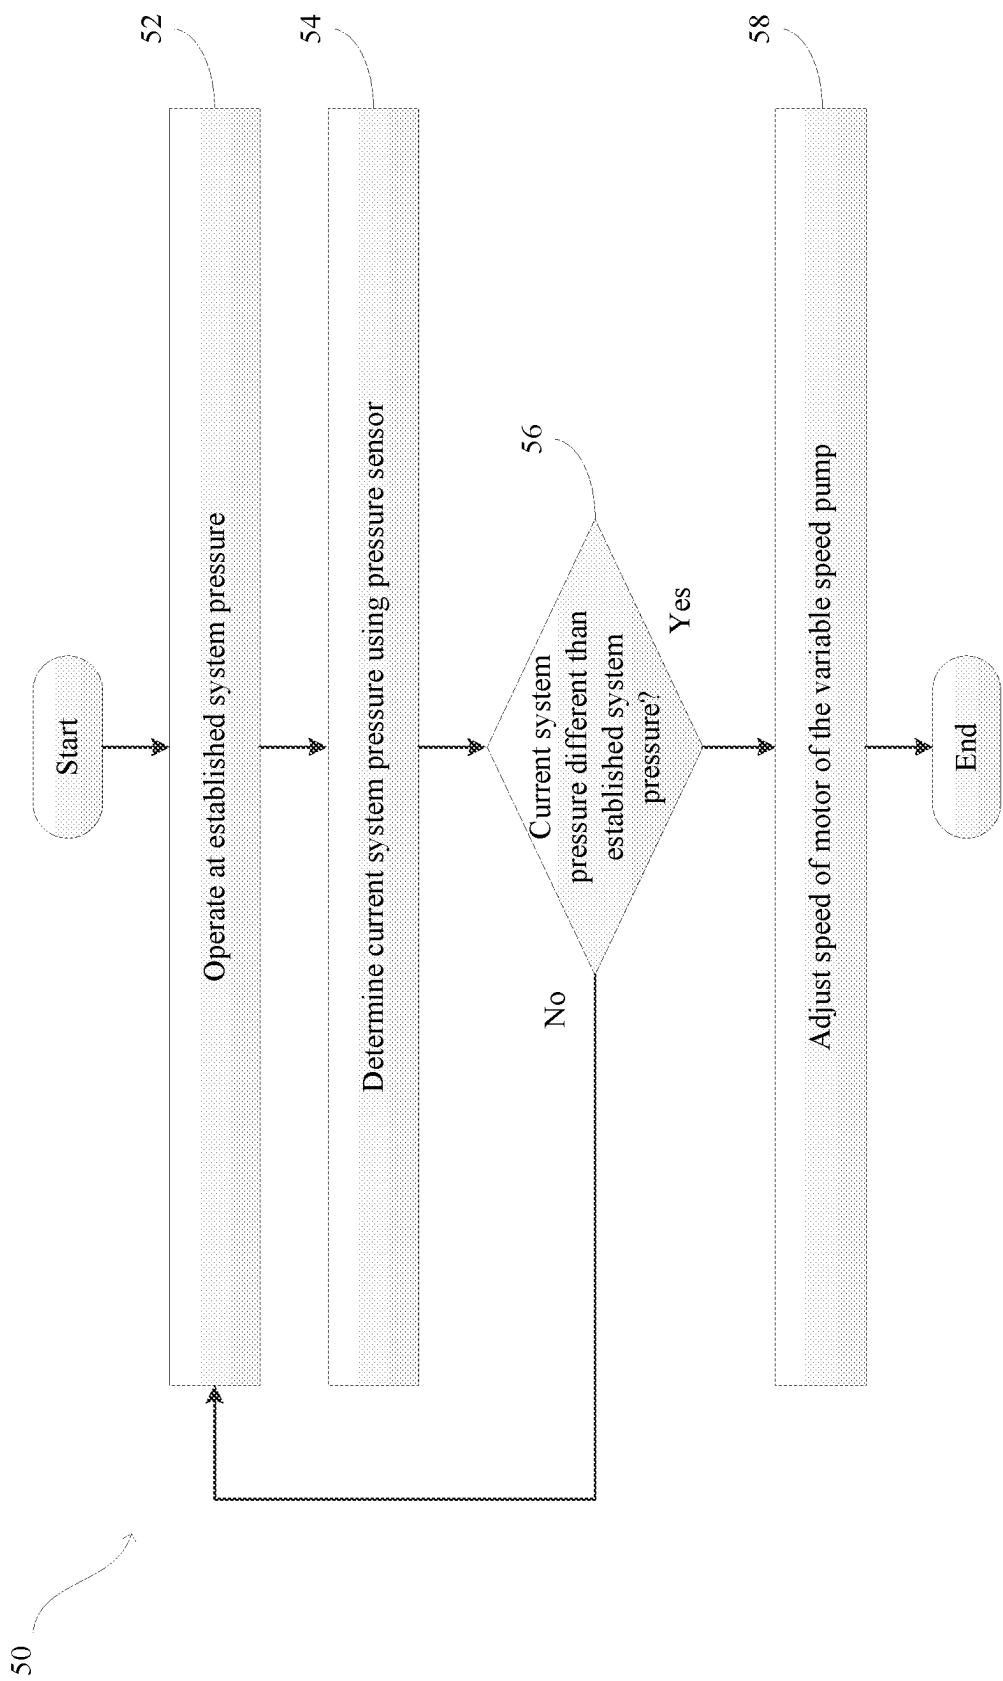 50
Start
52
Operate at established system pressure
54
Determine current system pressure using pressure sensor
56
Current system
pressure different than
established system
pressure?
No
Yes
58
Adjust speed of motor of the variable speed pump
End